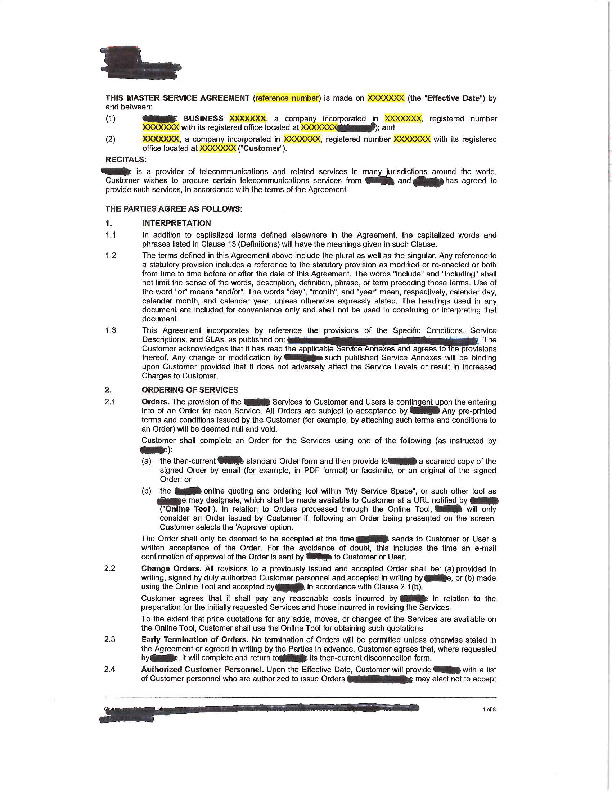 THIS MASTER SERVICE AGREEMENT (reference number) is made on XXXXXXX (the "Effective Date") by
and between:
(1) BUSINESS XXXXXXX, a company incorporated in XXXXXXX, registered number
XXXXXXX with its registered office located at XXXXXXX( ); and
(2) XXXXXXX, a company incorporated in XXXXXXX, registered number XXXXXXX with its registered
office located at XXXXXXX ("Customer").
RECITALS:
is a provider of telecommunications and related services in many jurisdictions around the world.
Customer wishes to procure certain telecommunications services from and has agreed to
provide such services, in accordance with the terms of the Agreement.
THE PARTIES AGREE AS FOLLOWS:
1. INTERPRETATION
1.1 In addition to capitalized terms defined elsewhere in the Agreement, the capitalized words and
phrases listed in Clause 13 (Definitions) will have the meanings given in such Clause.
1.2 The terms defined in this Agreement above include the plural as well as the singular. Any reference to
a statutory provision includes a reference to the statutory provision as modified or re-enacted or both
from time to time before or after the date of this Agreement. The words "include" and "including" shall
not limit the sense of the words, description, definition, phrase, or term preceding those terms. Use of
the word "or" means "and/or". The words "day", "month", and "year" mean, respectively, calendar day,
calendar month, and calendar year, unless otherwise expressly stated. The headings used in any
document are included for convenience only and shall not be used in construing or interpreting that
document.
1.3 This Agreement incorporates by reference the provisions of the Specific Conditions, Service
Descriptions, and SLAs, as published on: The
Customer acknowledges that it has read the applicable Service Annexes and agrees to the provisions
thereof. Any change or modification by such published Service Annexes will be binding
upon Customer provided that it does not adversely affect the Service Levels or result in increased
Charges to Customer.
2. ORDERING OF SERVICES
2.1 Orders. The provision of the Services to Customer and Users is contingent upon the entering
into of an Order for each Service. All Orders are subject to acceptance by Any pre-printed
terms and conditions issued by the Customer (for example, by attaching such terms and conditions to
an Order) will be deemed null and void.
Customer shall complete an Order for the Services using one of the following (as instructed by
):
(a) the then-current standard Order form and then provide to a scanned copy of the
signed Order by email (for example, in PDF format) or facsimile, or an original of the signed
Order; or
(b) the online quoting and ordering tool within "My Service Space", or such other tool as
may designate, which shall be made available to Customer at a URL notified by
("Online Tool"). In relation to Orders processed through the Online Tool, will only
consider an Order issued by Customer if, following an Order being presented on the screen,
Customer selects the 'Approve' option.
The Order shall only be deemed to be accepted at the time sends to Customer or User a
written acceptance of the Order. For the avoidance of doubt, this includes the time an e-mail
confirmation of approval of the Order is sent by to Customer or User.
2.2 Change Orders. All revisions to a previously issued and accepted Order shall be: (a) provided in
writing, signed by duly authorized Customer personnel and accepted in writing by , or (b) made
using the Online Tool and accepted by , in accordance with Clause 2.1(b).
Customer agrees that it shall pay any reasonable costs incurred by in relation to the
preparation for the initially requested Services and those incurred in revising the Services.
To the extent that price quotations for any adds, moves, or changes of the Services are available on
the Online Tool, Customer shall use the Online Tool for obtaining such quotations.
2.3 Early Termination of Orders. No termination of Orders will be permitted unless otherwise stated in
the Agreement or agreed in writing by the Parties in advance. Customer agrees that, where requested
by , it will complete and return to its then-current disconnection form.
2.4 Authorized Customer Personnel. Upon the Effective Date, Customer will provide with a list
of Customer personnel who are authorized to issue Orders may elect not to accept
1 of 8